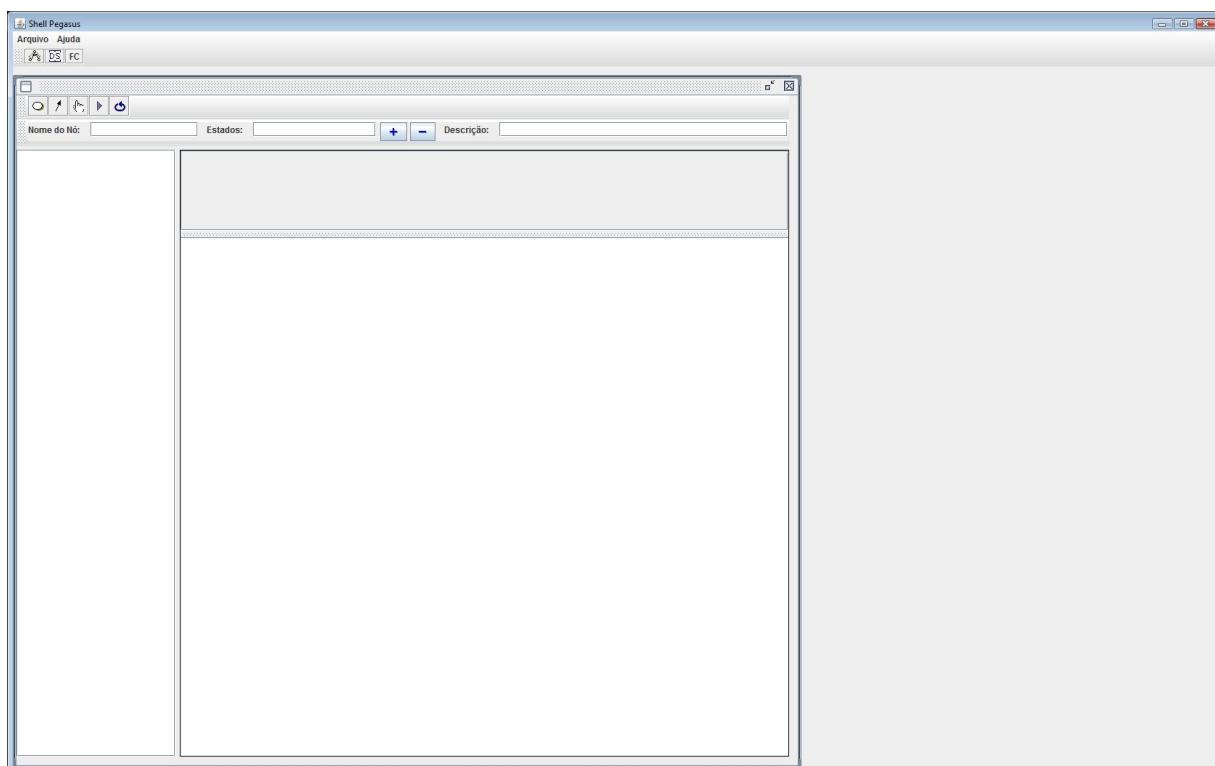 Shell Pegasus
Arquivo Ajuda
DS FC
Nome do Nó: Estados: + − Descrição: